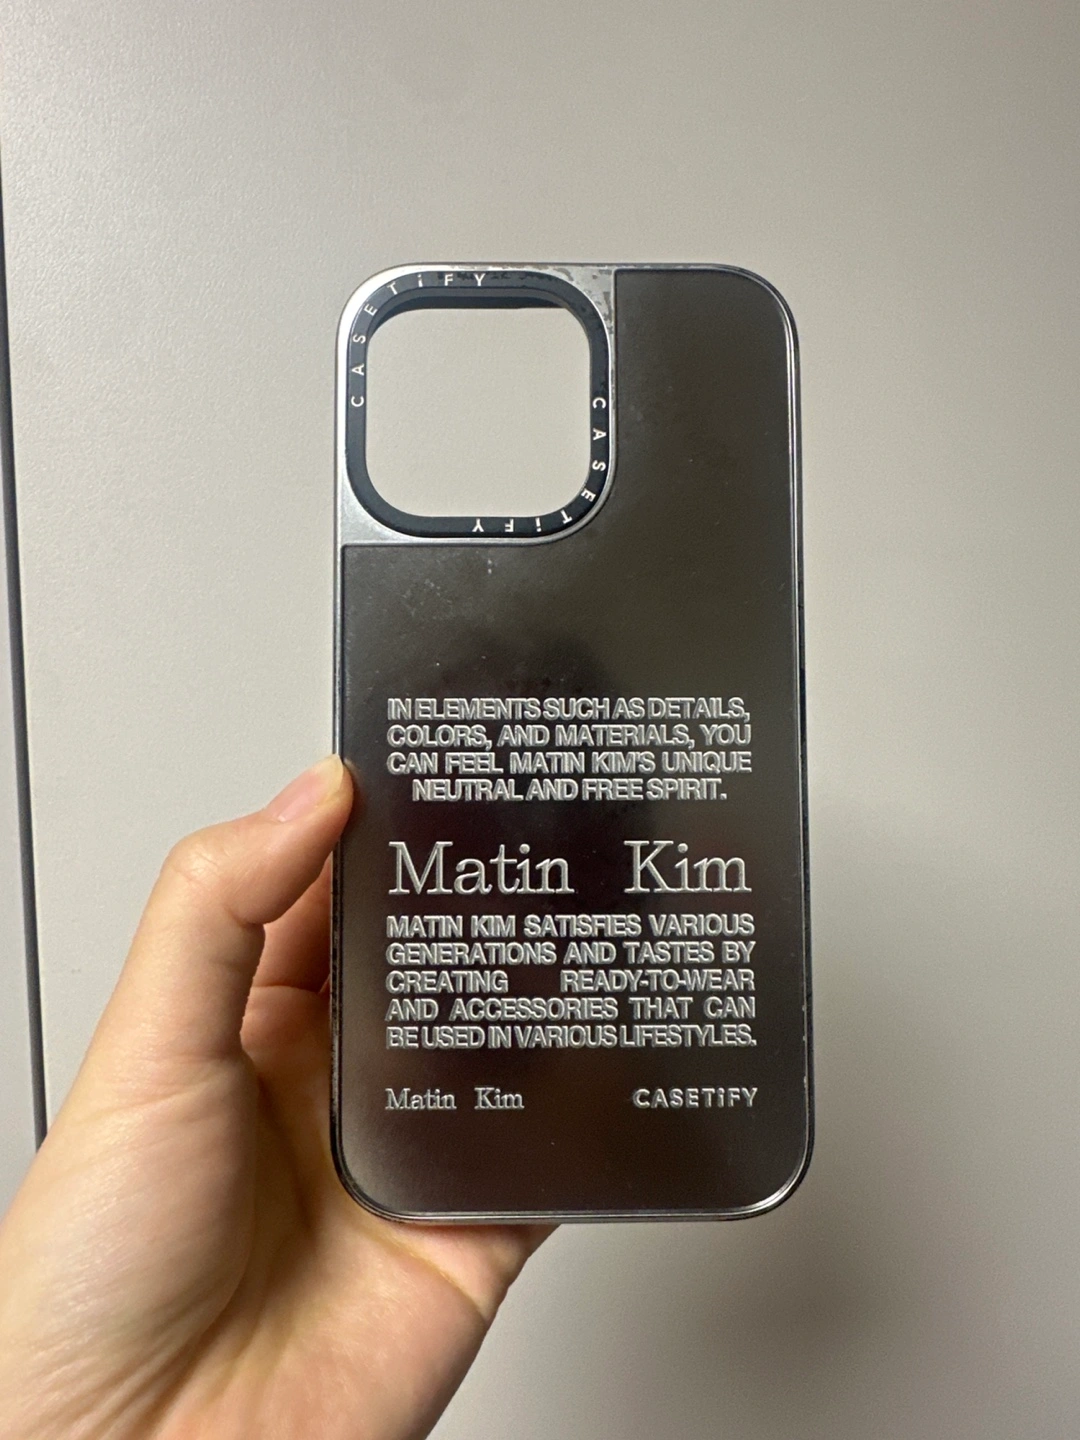 CASETiFY
CASETiFY
IN ELEMENTS SUCH AS DETAILS,
COLORS, AND MATERIALS, YOU
CAN FEEL MATIN KIM'S UNIQUE
NEUTRAL AND FREE SPIRIT.
Matin Kim
MATIN KIM SATISFIES VARIOUS
GENERATIONS AND TASTES BY
CREATING READY-TO-WEAR
AND ACCESSORIES THAT CAN
BE USED IN VARIOUS LIFESTYLES.
Matin Kim CASETiFY